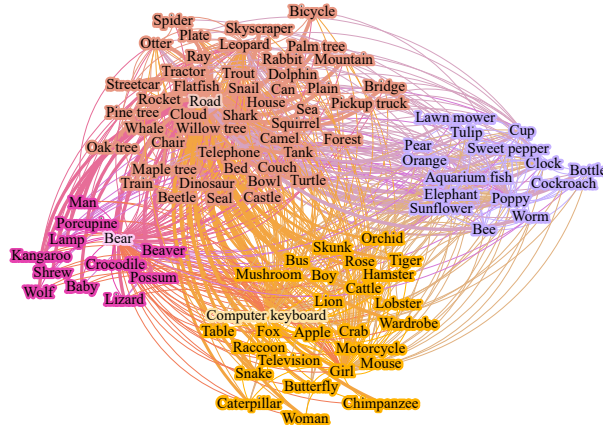 Bicycle
Spider
Plate
Skyscraper
Otter
Leopard
Palm tree
Ray
Rabbit
Mountain
Tractor
Trout
Dolphin
Streetcar
Flatfish
Snail
Can
Plain
Bridge
Rocket
Road
House
Sea
Pickup truck
Pine tree
Cloud
Shark
Squirrel
Whale
Willow tree
Camel
Forest
Oak tree
Chair
Telephone
Tank
Maple tree
Bed
Couch
Train
Dinosaur
Bowl
Turtle
Beetle
Seal
Castle
Lawn mower
Tulip
Cup
Pear
Sweet pepper
Orange
Clock
Bottle
Aquarium fish
Cockroach
Elephant
Poppy
Sunflower
Worm
Bee
Man
Porcupine
Lamp
Bear
Kangaroo
Beaver
Shrew
Crocodile
Wolf
Baby
Possum
Lizard
Orchid
Skunk
Bus
Rose
Tiger
Mushroom
Boy
Hamster
Cattle
Lion
Lobster
Computer keyboard
Wardrobe
Table
Fox
Apple
Crab
Raccoon
Motorcycle
Television
Mouse
Snake
Girl
Butterfly
Caterpillar
Chimpanzee
Woman